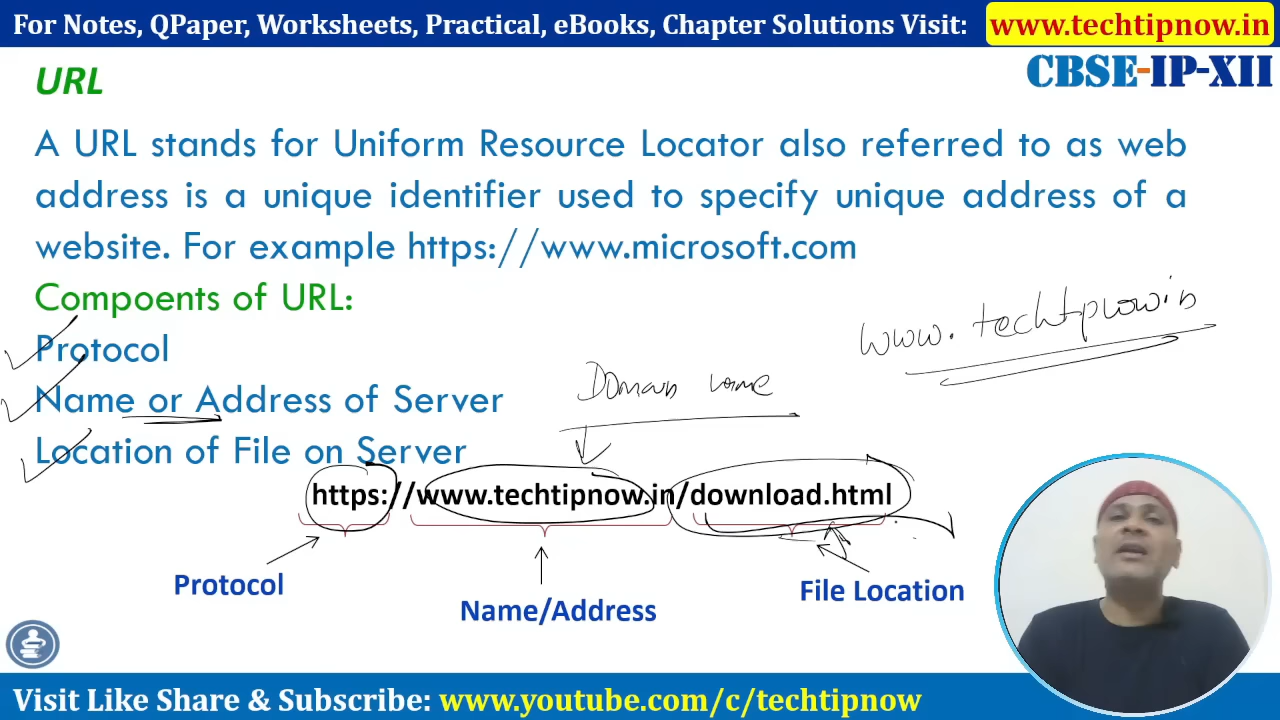 For Notes, QPaper, Worksheets, Practical, eBooks, Chapter Solutions Visit: www.techtipnow.in
CBSE-IP-XII
URL
A URL stands for Uniform Resource Locator also referred to as web
address is a unique identifier used to specify unique address of a
website. For example https://www.microsoft.com
Compoents of URL:
www.techtipnow.in
Protocol
Domain name
Name or Address of Server
Location of File on Server
https://www.techtipnow.in/download.html
Protocol
File Location
Name/Address
Visit Like Share & Subscribe: www.youtube.com/c/techtipnow